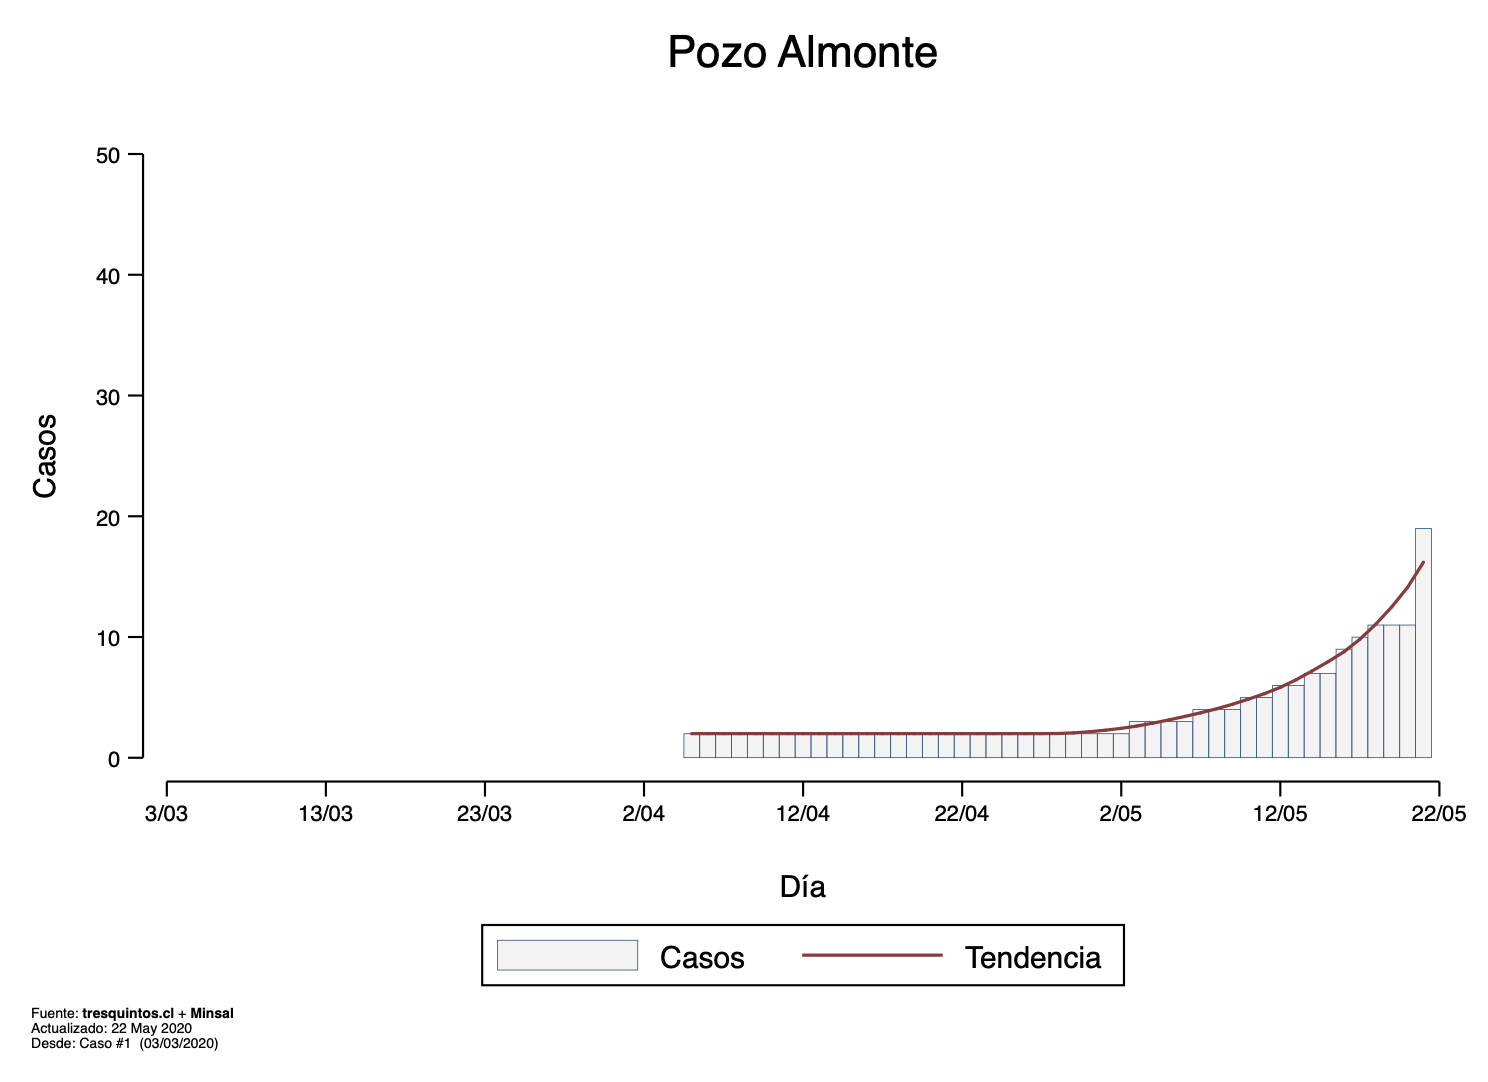 Pozo Almonte
50
40
30
20
10
0
Casos
3/03 13/03 23/03 2/04 12/04 22/04 2/05 12/05 22/05
Día
Casos Tendencia
Fuente: tresquintos.cl + Minsal
Actualizado: 22 May 2020
Desde: Caso #1 (03/03/2020)